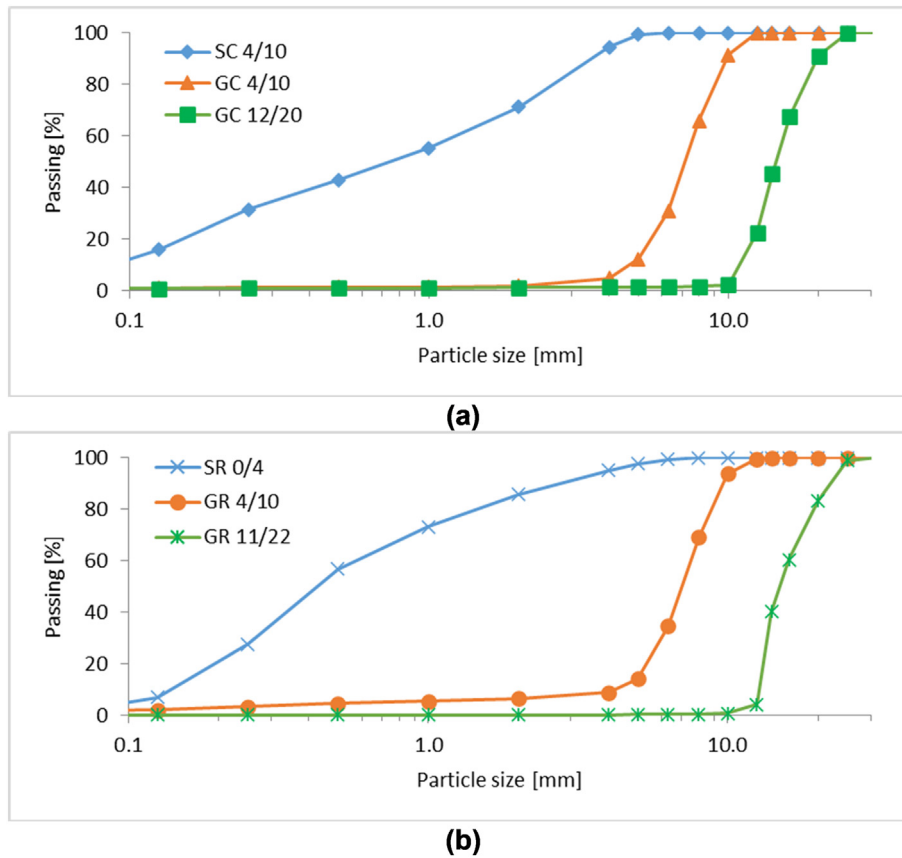 100
80
60
40
20
0
Passing [%]
SC 4/10
GC 4/10
GC 12/20
0.1 1.0 10.0
Particle size [mm]
(a)
100
80
60
40
20
0
Passing [%]
SR 0/4
GR 4/10
GR 11/22
0.1 1.0 10.0
Particle size [mm]
(b)